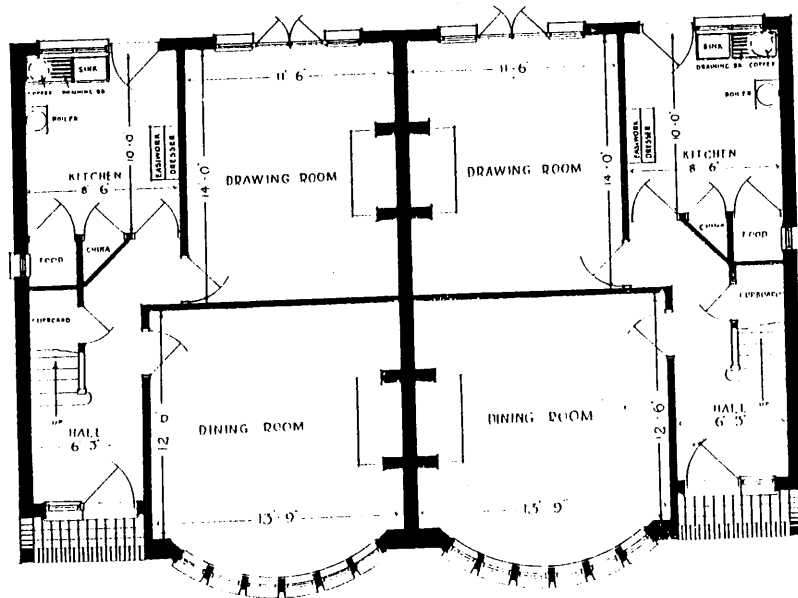 SINK
COPPER DRAINING BD
BOILER
10'-0"
EASIWORK
DRESSER
KITCHEN
8' 6"
FOOD
CHINA
CUPBOARD
UP
HALL
6' 3"
11' 6"
DRAWING ROOM
14'-0"
DINING ROOM
12'
13' 9"
11'-6"
DRAWING ROOM
14'-0"
DINING ROOM
12'-6"
13' 9"
SINK
DRAINING BD COPPER
BOILER
10'-0"
EASIWORK
DRESSER
KITCHEN
8' 6"
CHINA
FOOD
CUPBOARD
UP
HALL
6' 3"